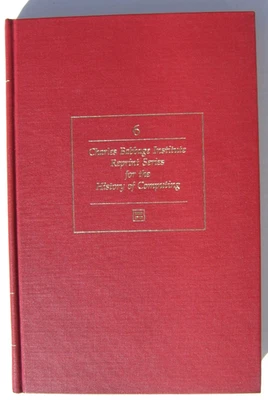 6
Charles Babbage Institute
Reprint Series
for the
History of Computing